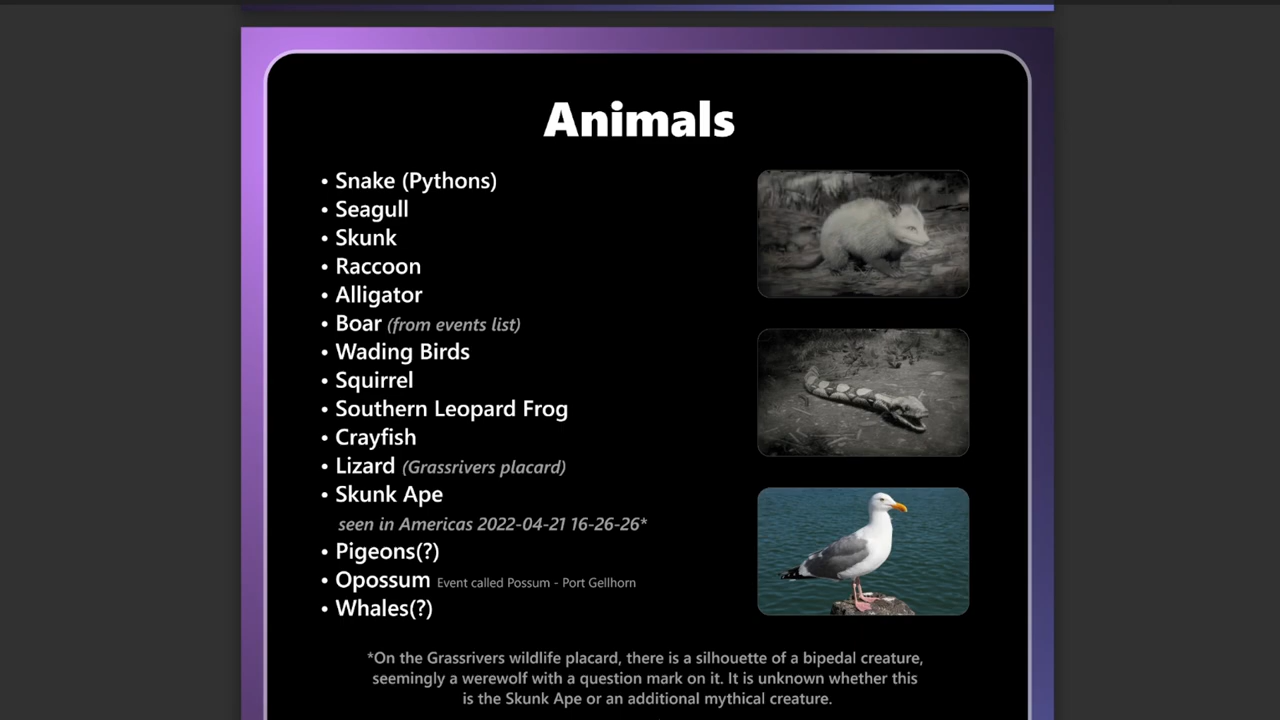 Animals
• Snake (Pythons)
• Seagull
• Skunk
• Raccoon
• Alligator
• Boar (from events list)
• Wading Birds
• Squirrel
• Southern Leopard Frog
• Crayfish
• Lizard (Grassrivers placard)
• Skunk Ape
seen in Americas 2022-04-21 16-26-26*
• Pigeons(?)
• Opossum Event called Possum - Port Gellhorn
• Whales(?)
*On the Grassrivers wildlife placard, there is a silhouette of a bipedal creature,
seemingly a werewolf with a question mark on it. It is unknown whether this
is the Skunk Ape or an additional mythical creature.